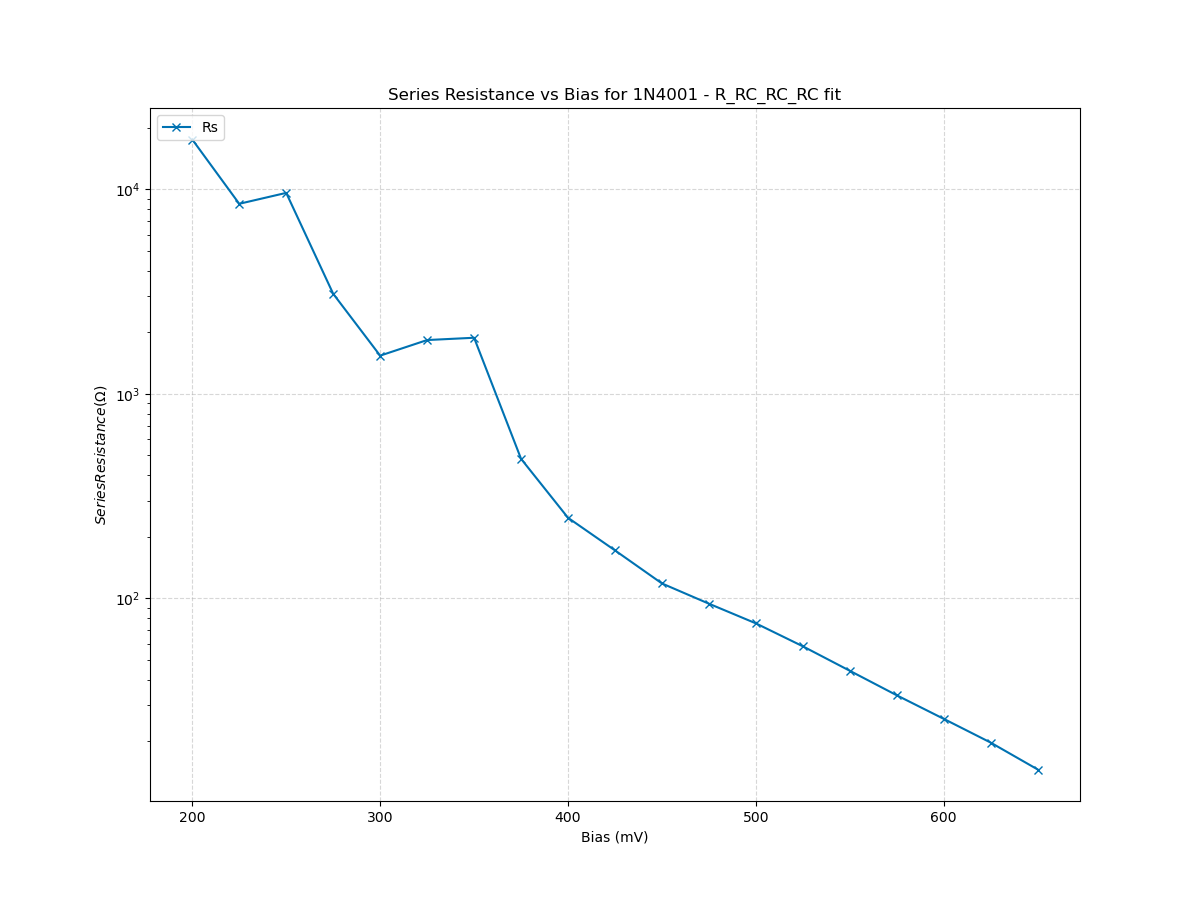 Series Resistance vs Bias for 1N4001 - R_RC_RC_RC fit
Rs
10⁴
10³
10²
SeriesResistance(Ω)
200 300 400 500 600
Bias (mV)